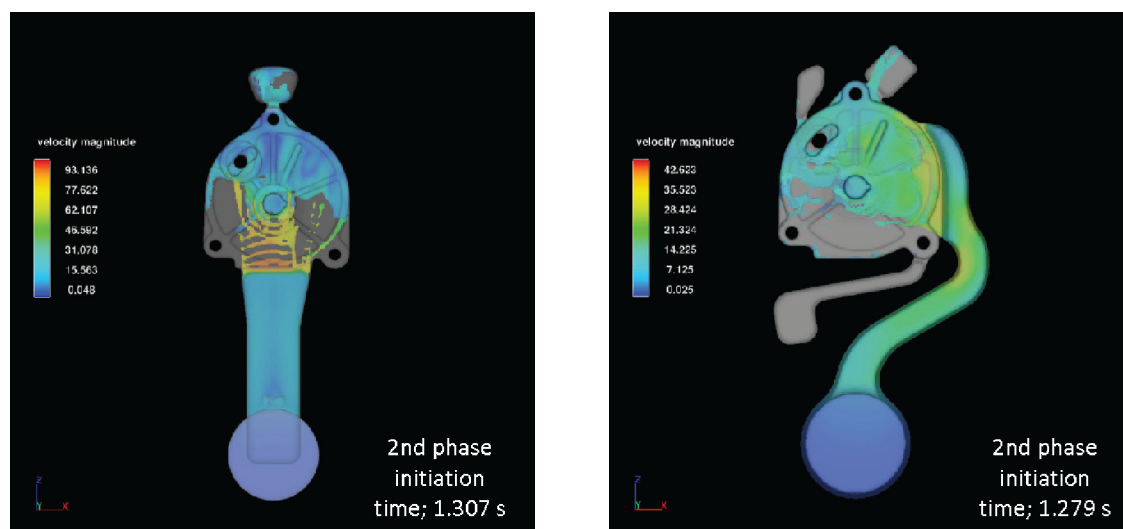 velocity magnitude
93.136
77.622
62.107
46.592
31.078
15.563
0.048
Z
Y
X
2nd phase
initiation
time; 1.307 s
velocity magnitude
42.623
35.523
28.424
21.324
14.225
7.125
0.025
Z
Y
X
2nd phase
initiation
time; 1.279 s